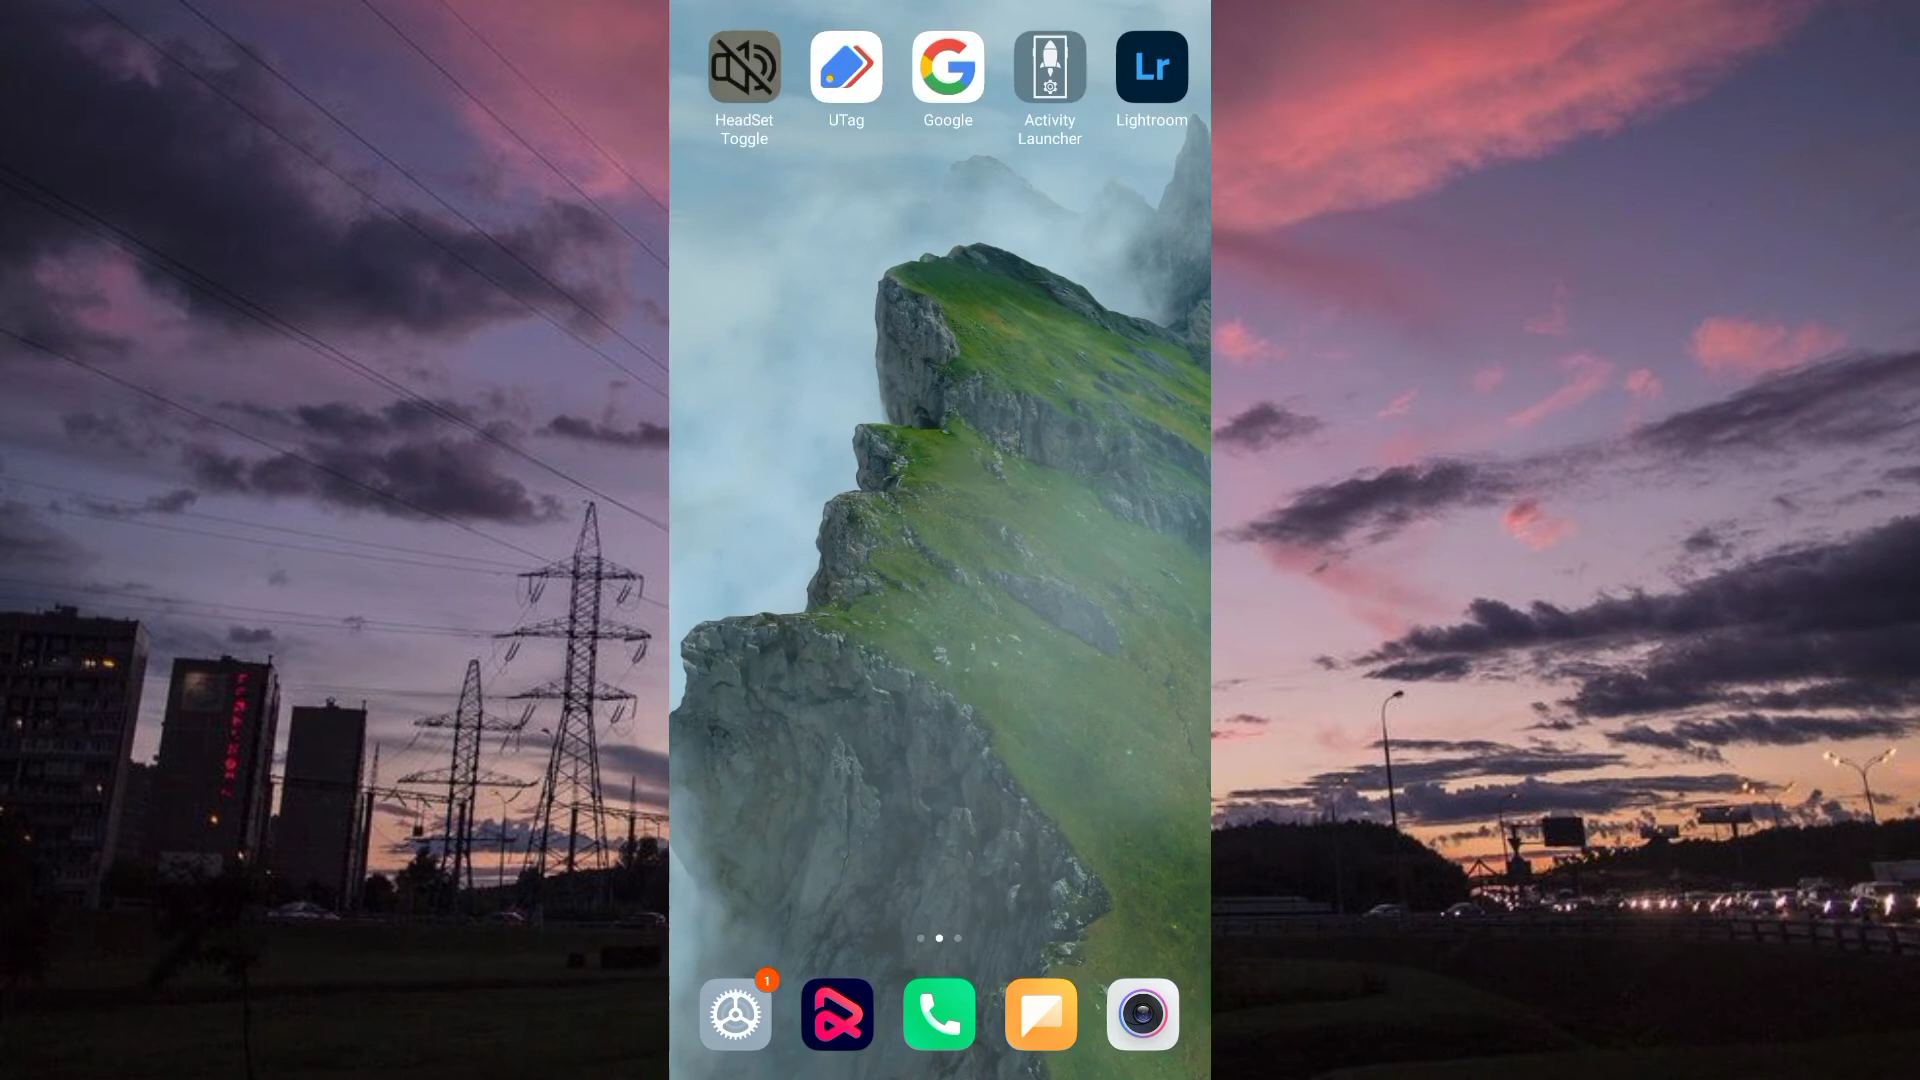 HeadSet
Toggle
UTag
Google
Activity
Launcher
Lr
Lightroom
1